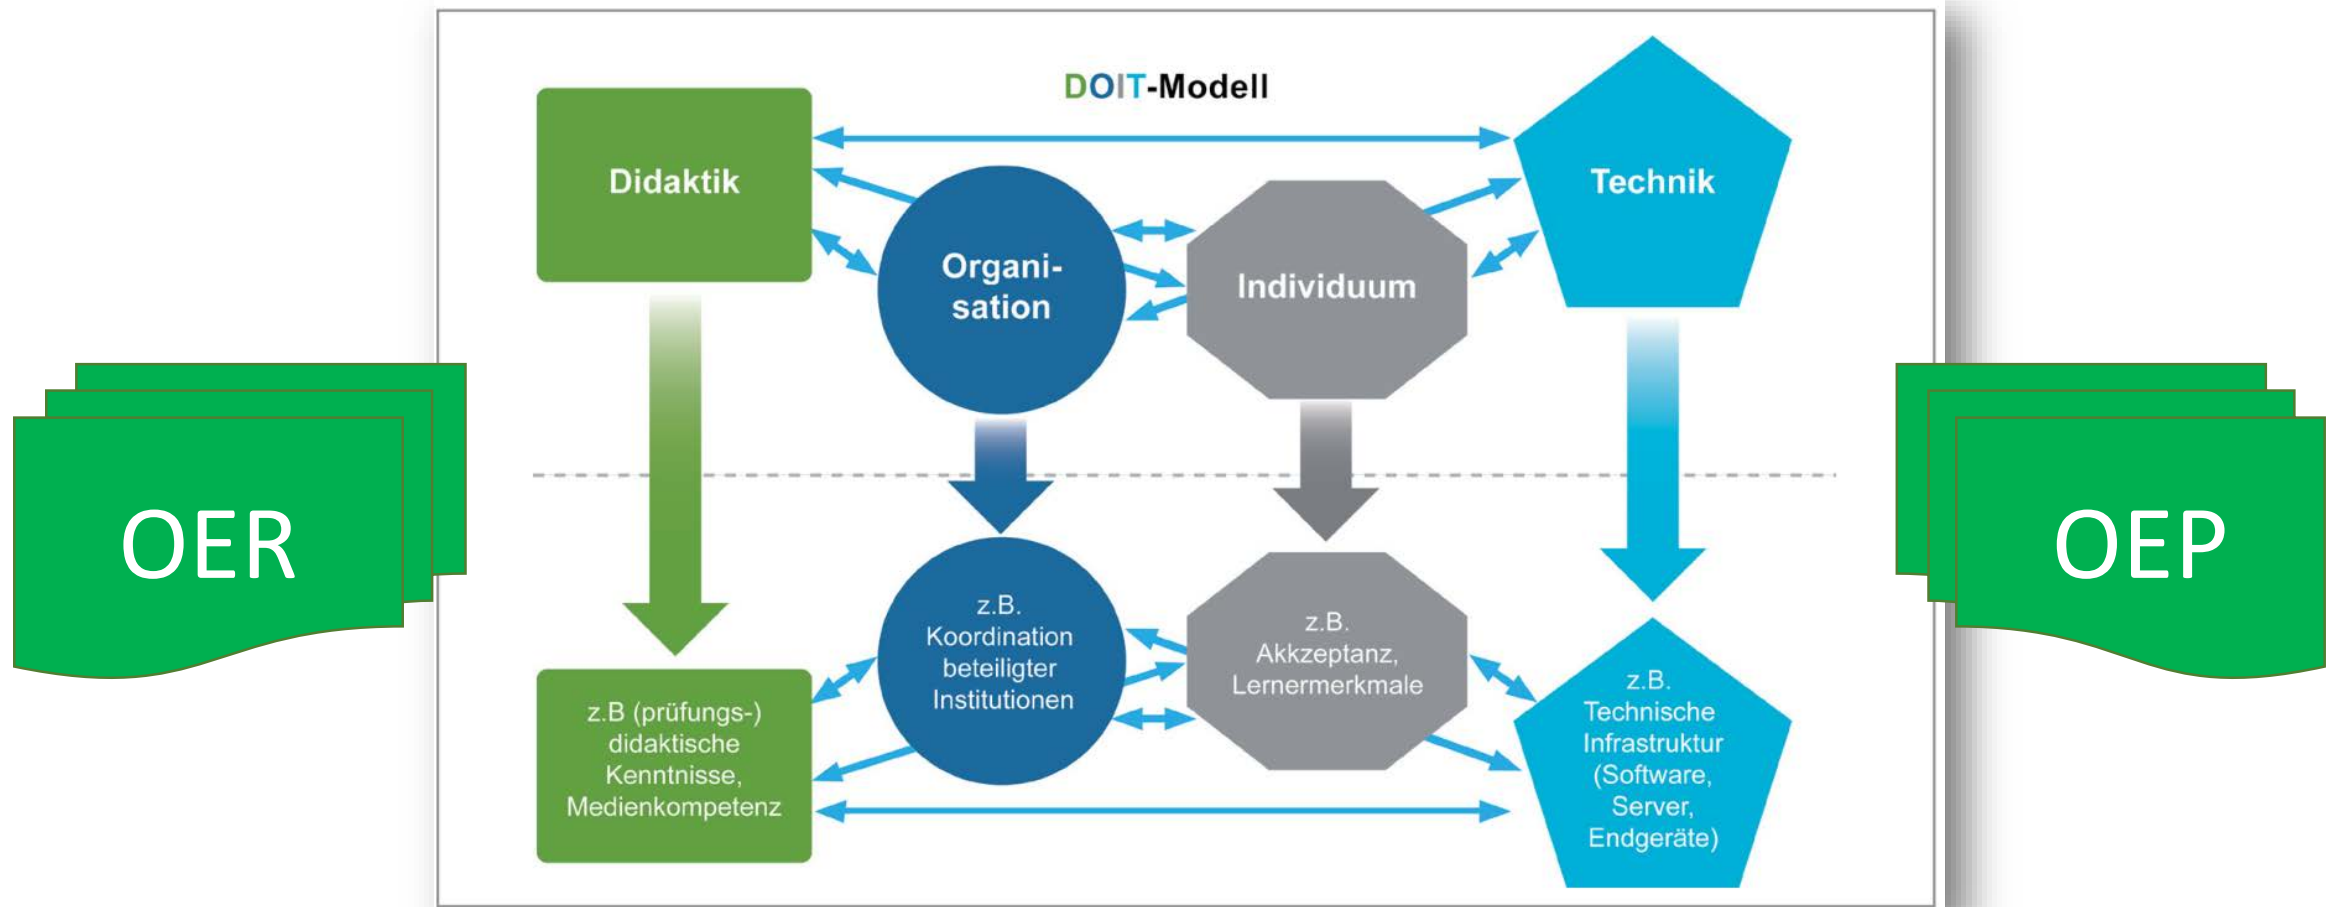 DOIT-Modell
Didaktik
Organi-
sation
Individuum
Technik
OER
OEP
z.B (prüfungs-)
didaktische
Kenntnisse,
Medienkompetenz
z.B.
Koordination
beteiligter
Institutionen
z.B.
Akkzeptanz,
Lernermerkmale
z.B.
Technische
Infrastruktur
(Software,
Server,
Endgeräte)